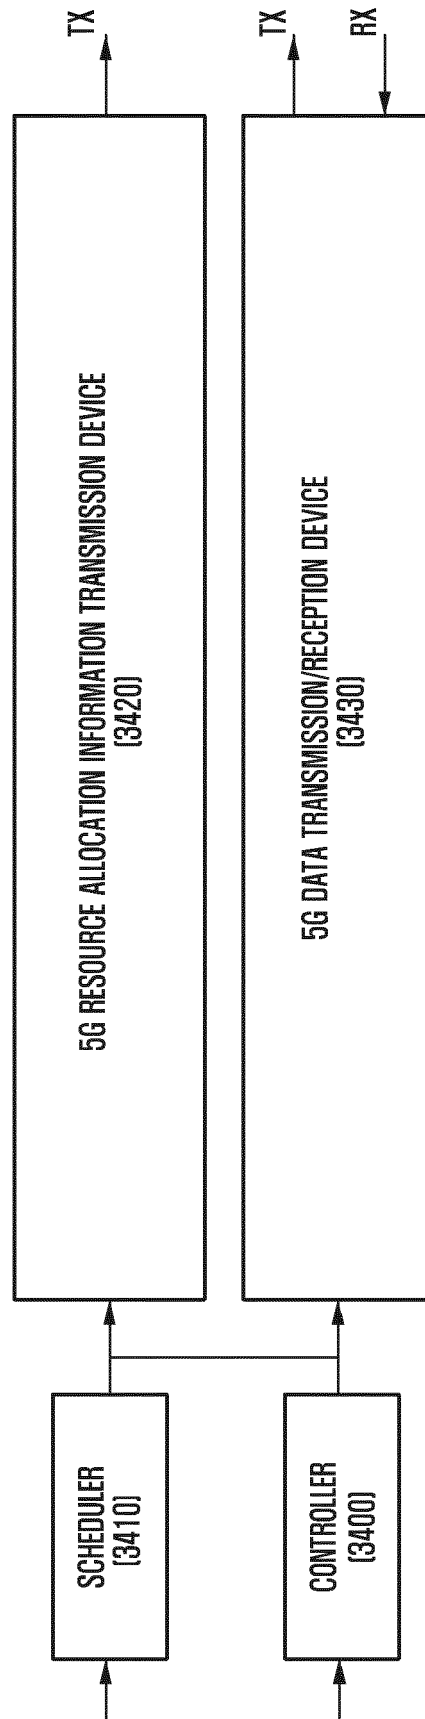 SCHEDULER
(3410)
5G RESOURCE ALLOCATION INFORMATION TRANSMISSION DEVICE
(3420)
TX
CONTROLLER
(3400)
5G DATA TRANSMISSION/RECEPTION DEVICE
(3430)
TX
RX